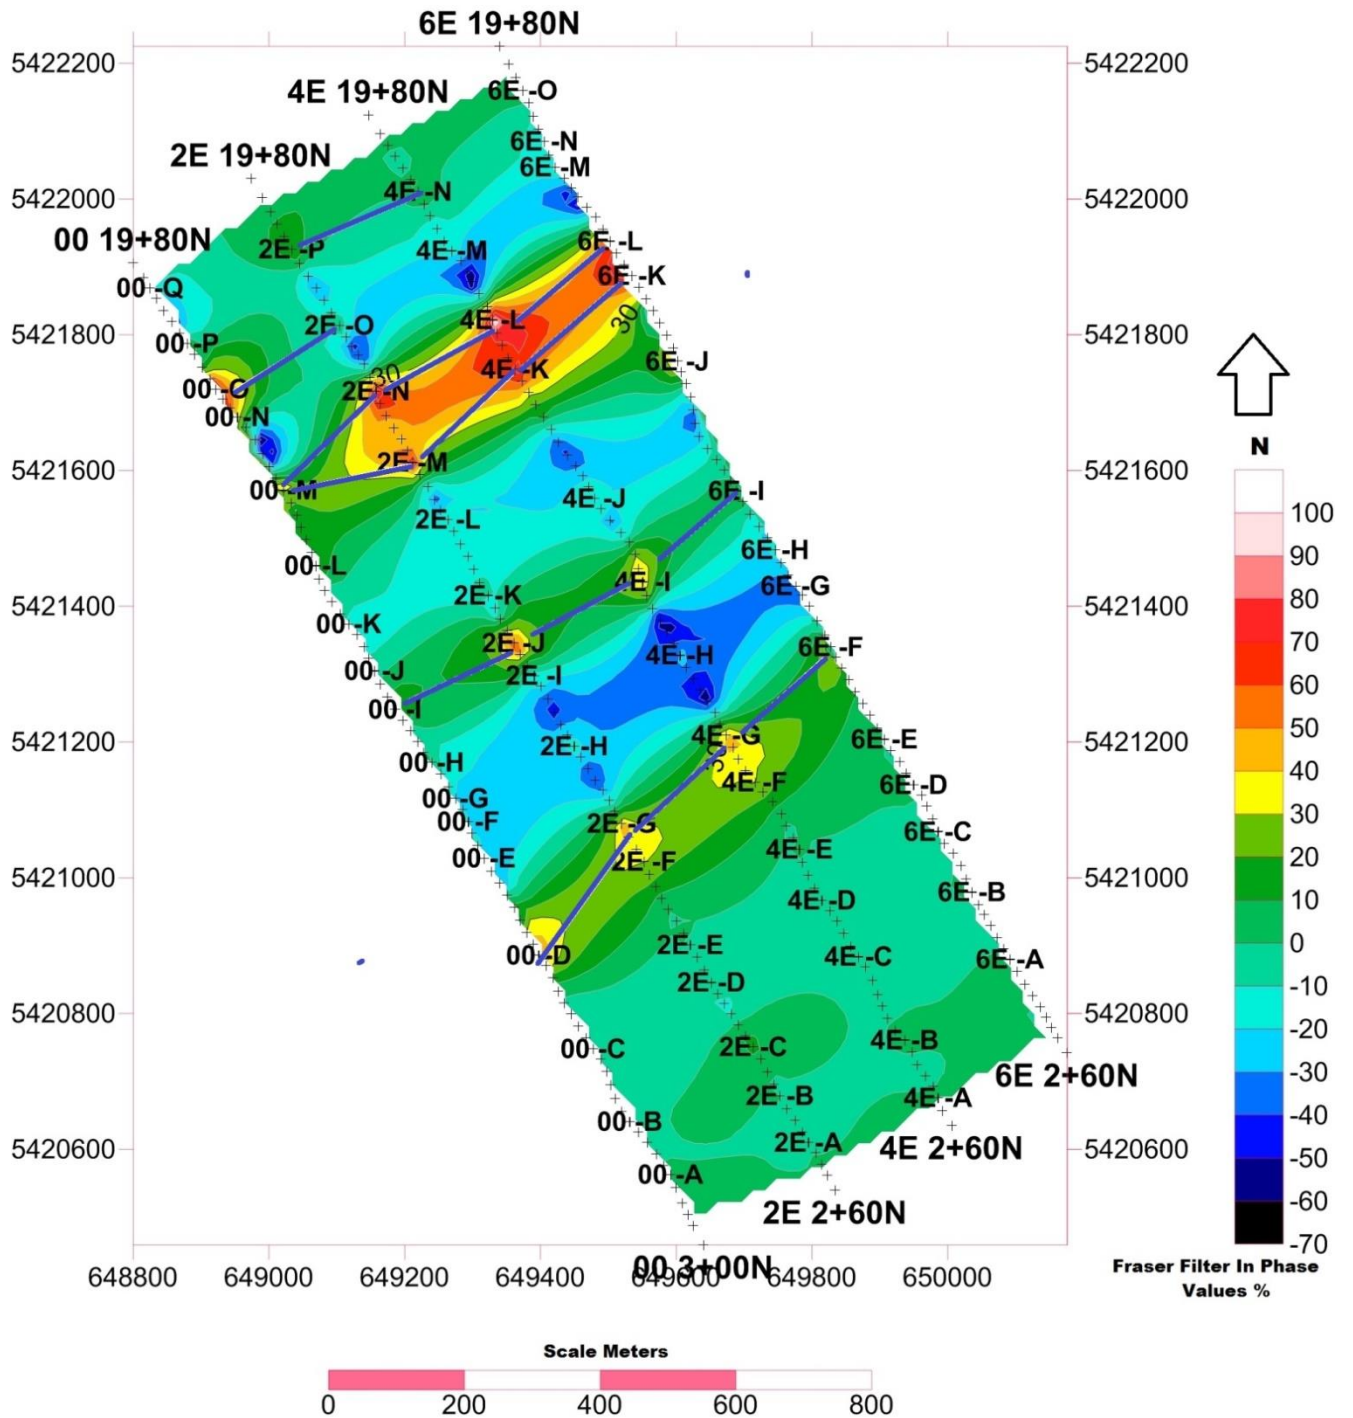 6E 19+80N
5422200
5422200
4E 19+80N
6E -O
2E 19+80N
6E -N
6E -M
5422000
4E -N
5422000
00 19+80N
2E -P
4E -M
6E -L
6E -K
00 -Q
2E -O
4E -L
30
5421800
5421800
00 -P
6E -J
4E -K
30
00 -O
2E -N
00 -N
5421600
2E -M
5421600
00 -M
4E -J
6E -I
2E -L
6E -H
00 -L
4E -I
6E -G
2E -K
5421400
5421400
00 -K
2E -J
4E -H
6E -F
00 -J
2E -I
00 -I
5421200
2E -H
4E -G
6E -E
5421200
30
00 -H
4E -F
6E -D
00 -G
00 -F
2E -G
6E -C
00 -E
2E -F
4E -E
5421000
4E -D
6E -B
5421000
00 -D
2E -E
4E -C
6E -A
2E -D
5420800
5420800
00 -C
2E -C
4E -B
6E 2+60N
2E -B
4E -A
00 -B
5420600
2E -A
4E 2+60N
5420600
00 -A
2E 2+60N
00 3+00N
648800 649000 649200 649400 649600 649800 650000
N
100
90
80
70
60
50
40
30
20
10
0
-10
-20
-30
-40
-50
-60
-70
Fraser Filter In Phase
Values %
Scale Meters
0 200 400 600 800